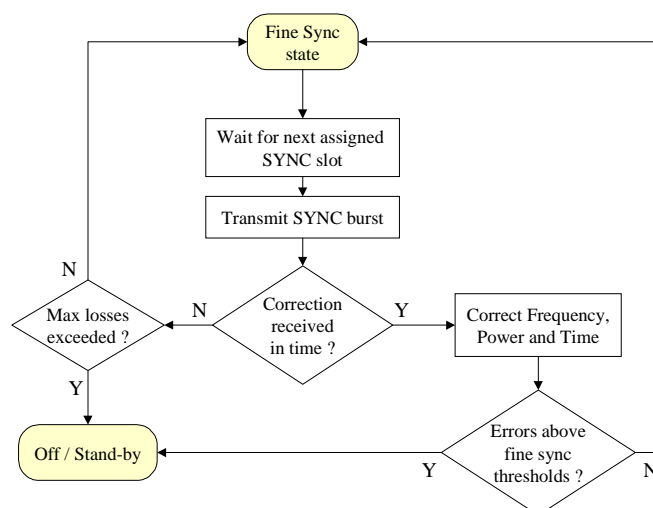 Fine Sync
state
Wait for next assigned
SYNC slot
Transmit SYNC burst
N
Max losses
exceeded ?
N
Correction
received
in time ?
Y
Correct Frequency,
Power and Time
Y
Off / Stand-by
Y
Errors above
fine sync
thresholds ?
N